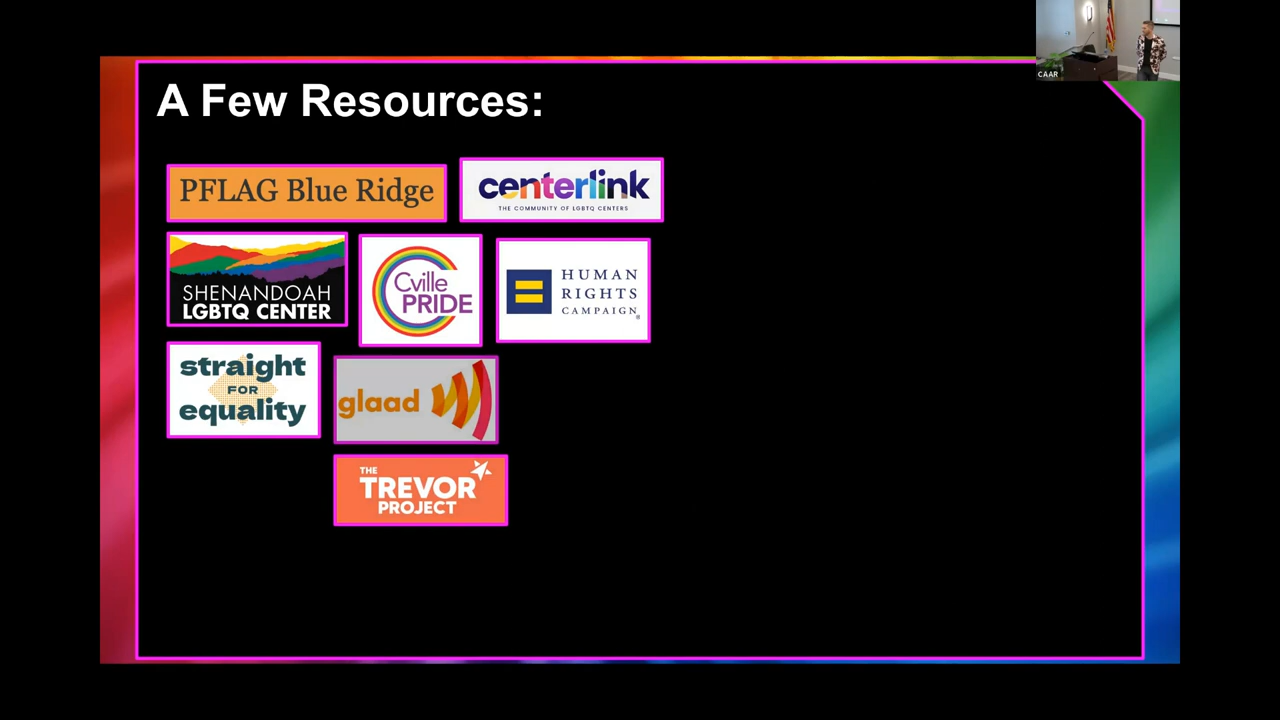 CAAR
A Few Resources:
PFLAG Blue Ridge
centerlink
THE COMMUNITY OF LGBTQ CENTERS
SHENANDOAH
LGBTQ CENTER
Cville
PRIDE
HUMAN
RIGHTS
CAMPAIGN
straight
FOR
equality
glaad
THE
TREVOR
PROJECT